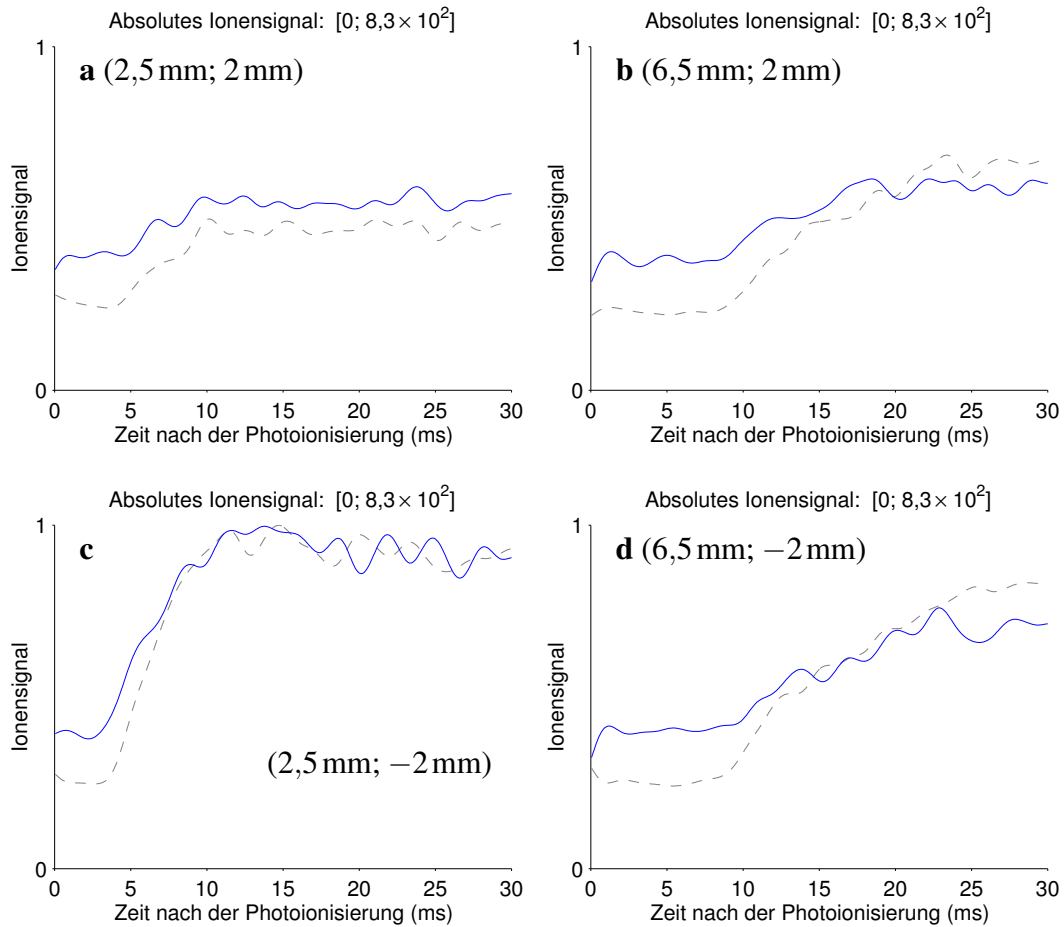 Absolutes Ionensignal: [0; 8,3 × 10²]
1
a (2,5 mm; 2 mm)
Ionensignal
0
0 5 10 15 20 25 30
Zeit nach der Photoionisierung (ms)
Absolutes Ionensignal: [0; 8,3 × 10²]
1
b (6,5 mm; 2 mm)
Ionensignal
0
0 5 10 15 20 25 30
Zeit nach der Photoionisierung (ms)
Absolutes Ionensignal: [0; 8,3 × 10²]
1
c
Ionensignal
(2,5 mm; −2 mm)
0
0 5 10 15 20 25 30
Zeit nach der Photoionisierung (ms)
Absolutes Ionensignal: [0; 8,3 × 10²]
1
d (6,5 mm; −2 mm)
Ionensignal
0
0 5 10 15 20 25 30
Zeit nach der Photoionisierung (ms)